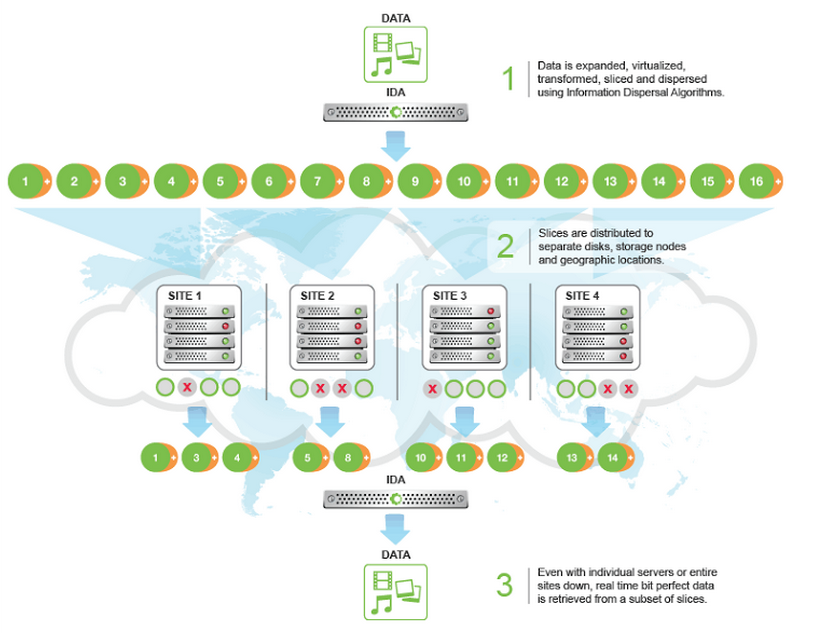 DATA
IDA
1
Data is expanded, virtualized,
transformed, sliced and dispersed
using Information Dispersal Algorithms.
1 + 2 + 3 + 4 + 5 + 6 + 7 + 8 + 9 + 10 + 11 + 12 + 13 + 14 + 15 + 16 +
2
Slices are distributed to
separate disks, storage nodes
and geographic locations.
SITE 1
SITE 2
SITE 3
SITE 4
X X X X X X
1 + 3 + 4 + 5 + 8 + 10 + 11 + 12 + 13 + 14 +
IDA
DATA
3
Even with individual servers or entire
sites down, real time bit perfect data
is retrieved from a subset of slices.